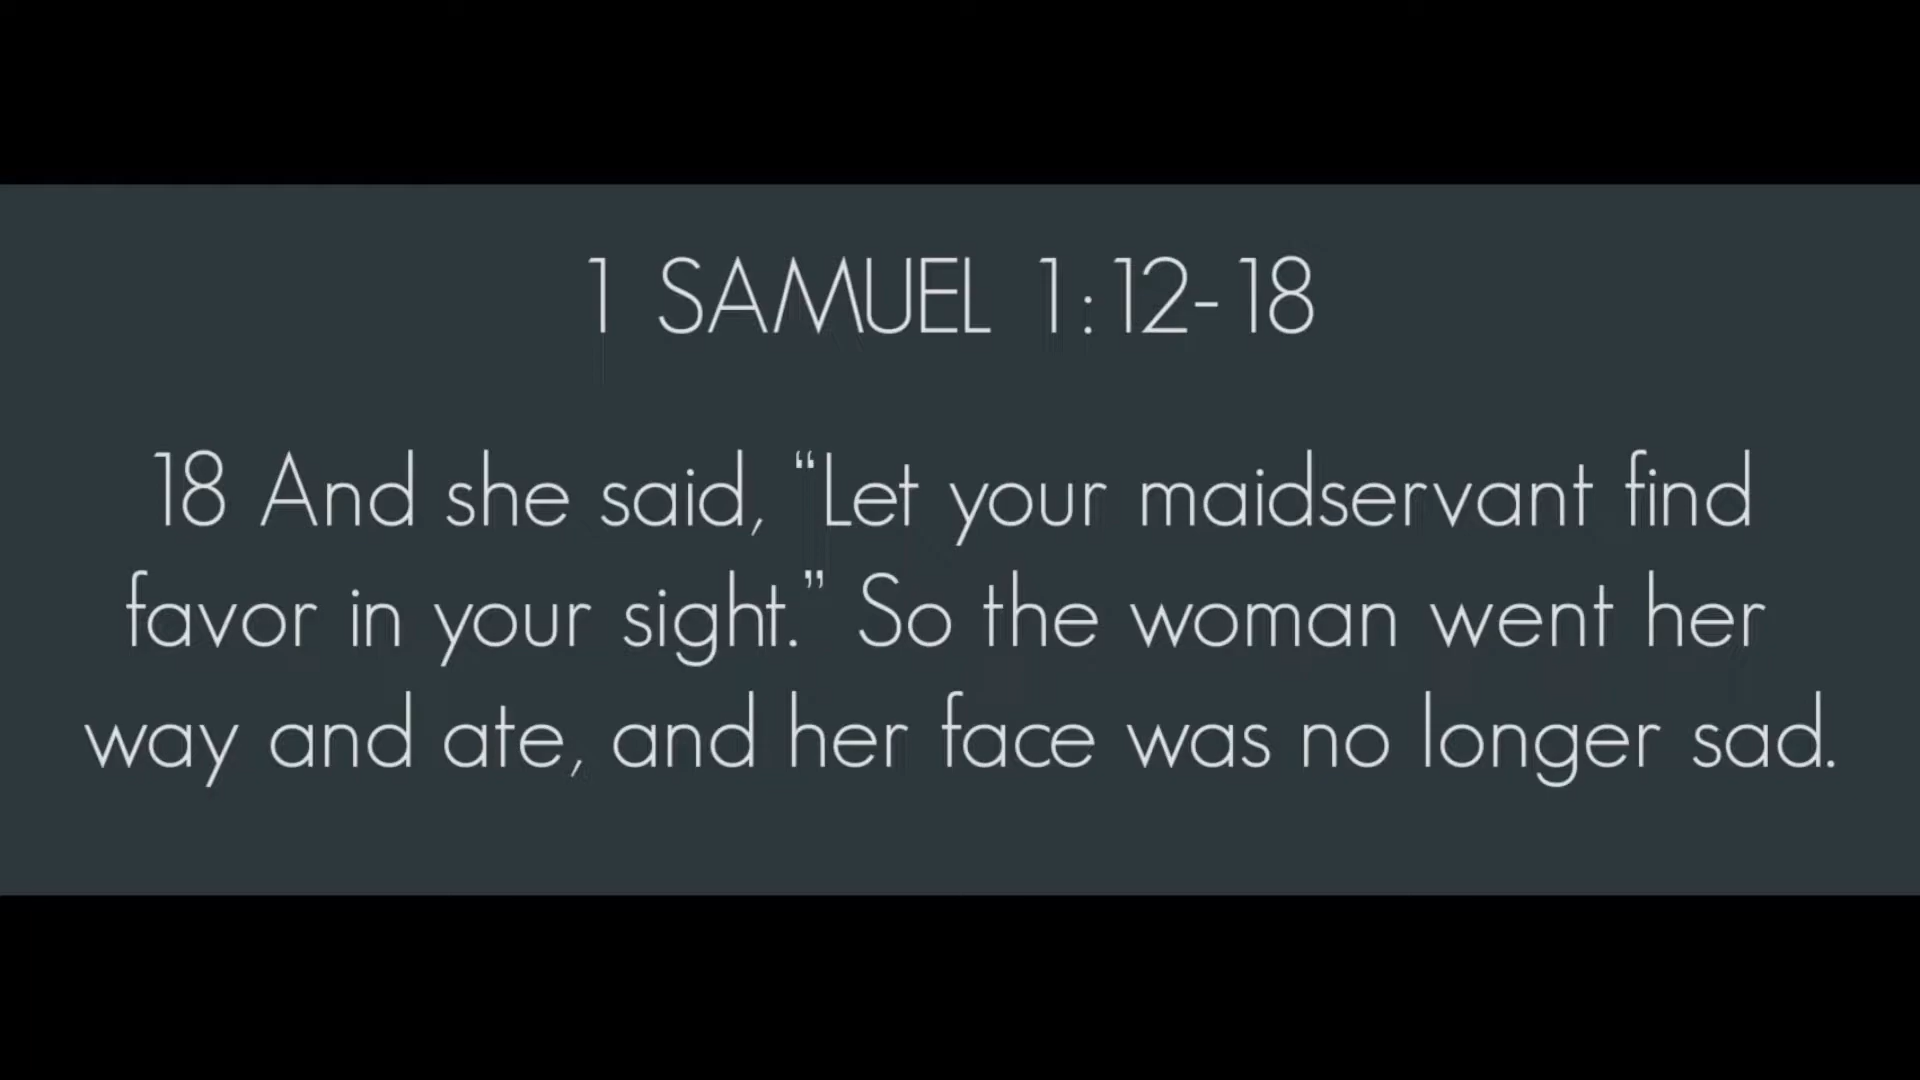 1 SAMUEL 1:12-18
18 And she said, “Let your maidservant find
favor in your sight.” So the woman went her
way and ate, and her face was no longer sad.